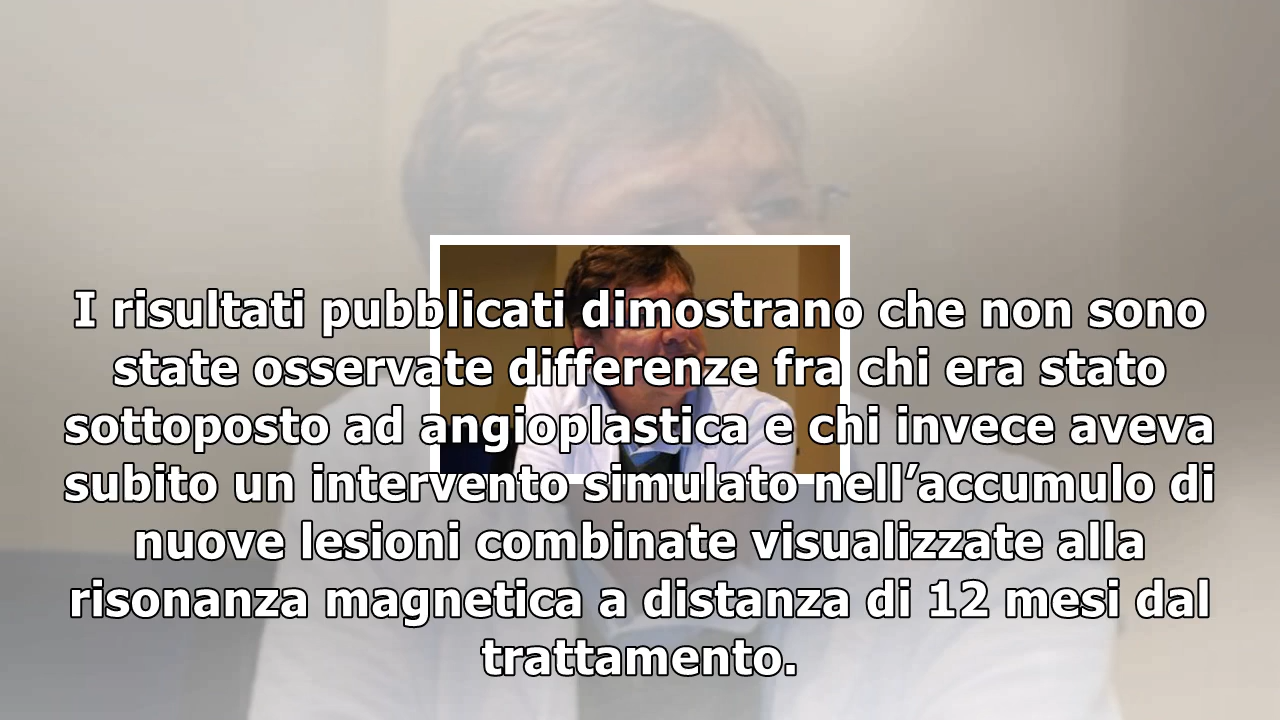 I risultati pubblicati dimostrano che non sono
state osservate differenze fra chi era stato
sottoposto ad angioplastica e chi invece aveva
subito un intervento simulato nell’accumulo di
nuove lesioni combinate visualizzate alla
risonanza magnetica a distanza di 12 mesi dal
trattamento.